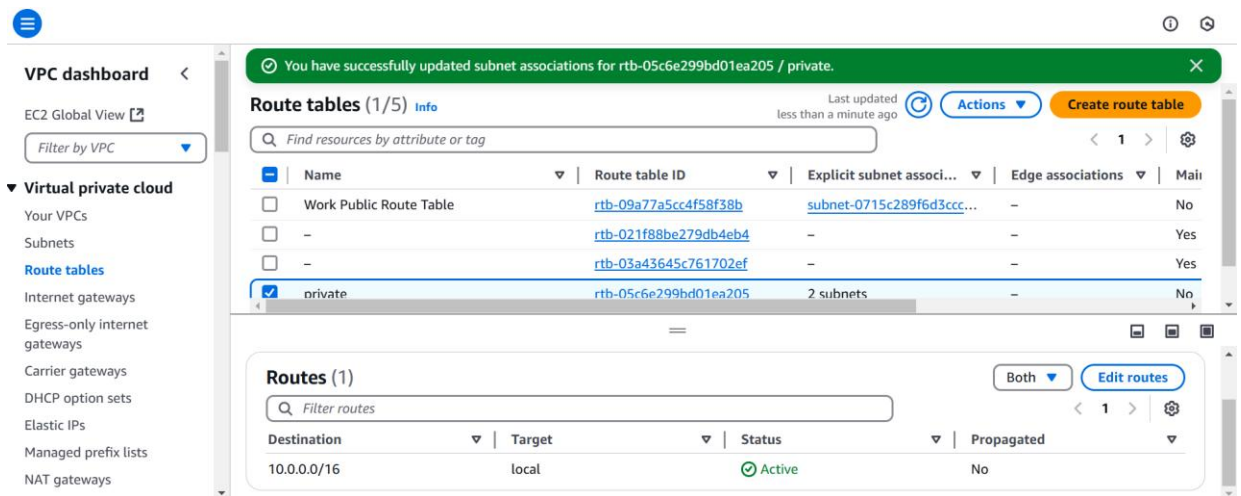 VPC dashboard
EC2 Global View
Filter by VPC
Virtual private cloud
Your VPCs
Subnets
Route tables
Internet gateways
Egress-only internet
gateways
Carrier gateways
DHCP option sets
Elastic IPs
Managed prefix lists
NAT gateways
You have successfully updated subnet associations for rtb-05c6e299bd01ea205 / private.
Route tables (1/5) Info
Last updated
less than a minute ago
Actions
Create route table
Find resources by attribute or tag
1
Name Route table ID Explicit subnet associ... Edge associations Mai
Work Public Route Table rtb-09a77a5cc4f58f38b subnet-0715c289f6d3ccc... – No
– rtb-021f88be279db4eb4 – – Yes
– rtb-03a43645c761702ef – – Yes
private rtb-05c6e299bd01ea205 2 subnets – No
Routes (1)
Both Edit routes
Filter routes
1
Destination Target Status Propagated
10.0.0.0/16 local Active No